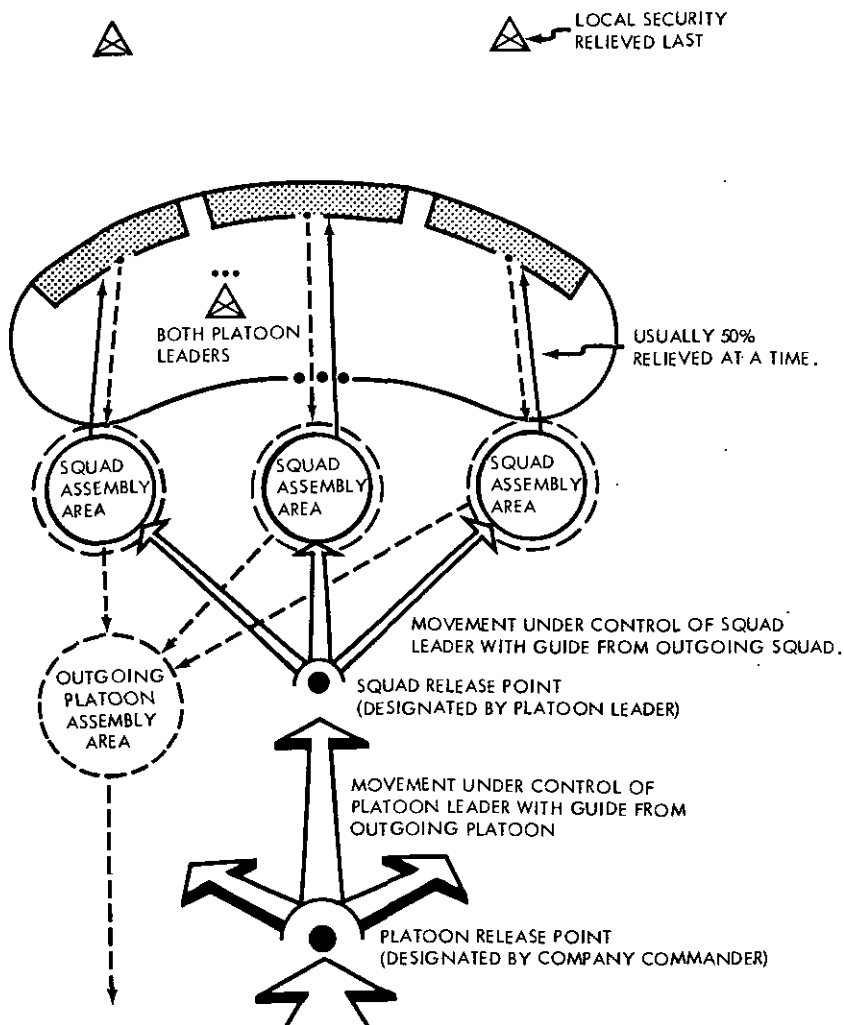 LOCAL SECURITY
RELIEVED LAST
BOTH PLATOON
LEADERS
USUALLY 50%
RELIEVED AT A TIME.
SQUAD
ASSEMBLY
AREA
SQUAD
ASSEMBLY
AREA
SQUAD
ASSEMBLY
AREA
MOVEMENT UNDER CONTROL OF SQUAD
LEADER WITH GUIDE FROM OUTGOING SQUAD.
OUTGOING
PLATOON
ASSEMBLY
AREA
SQUAD RELEASE POINT
(DESIGNATED BY PLATOON LEADER)
MOVEMENT UNDER CONTROL OF
PLATOON LEADER WITH GUIDE FROM
OUTGOING PLATOON
PLATOON RELEASE POINT
(DESIGNATED BY COMPANY COMMANDER)